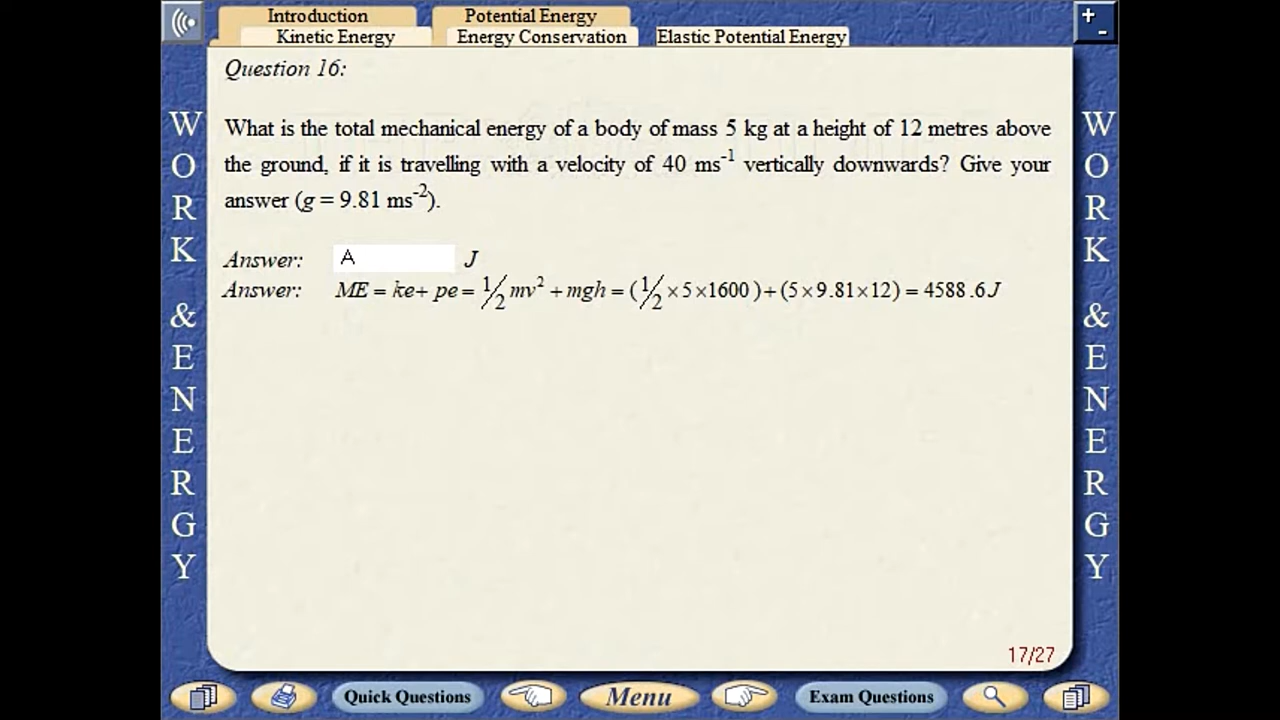 Introduction
Potential Energy
Kinetic Energy
Energy Conservation
Elastic Potential Energy
+
-
Question 16:
What is the total mechanical energy of a body of mass 5 kg at a height of 12 metres above
the ground, if it is travelling with a velocity of 40 ms⁻¹ vertically downwards? Give your
answer (g = 9.81 ms⁻²).
Answer: A J
Answer: ME = ke+ pe = 1/2 mv² + mgh = (1/2 × 5 × 1600 ) + (5 × 9.81 × 12) = 4588 .6 J
WORK & ENERGY
WORK & ENERGY
17/27
Quick Questions
Menu
Exam Questions